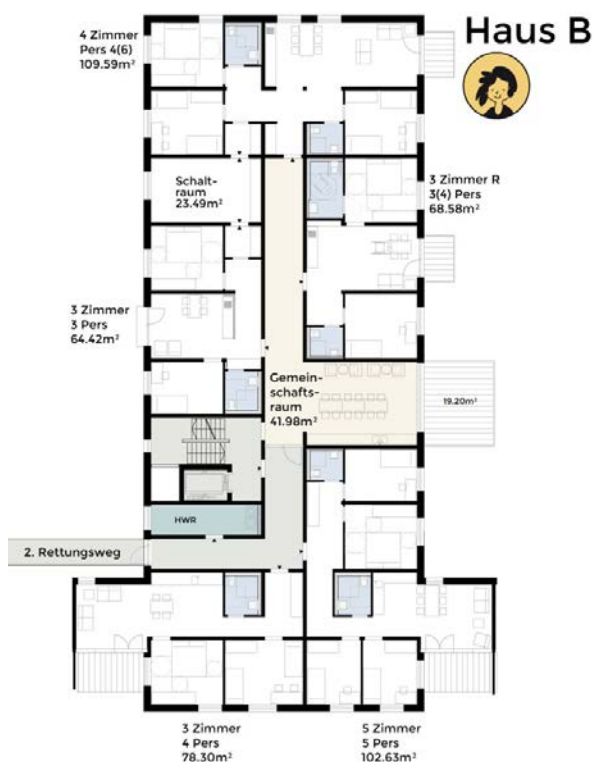 Haus B
4 Zimmer
Pers 4(6)
109.59m²
Schalt-
raum
23.49m²
3 Zimmer R
3(4) Pers
68.58m²
3 Zimmer
3 Pers
64.42m²
Gemein-
schafts-
raum
41.98m²
19.20m²
HWR
2. Rettungsweg
3 Zimmer
4 Pers
78.30m²
5 Zimmer
5 Pers
102.63m²